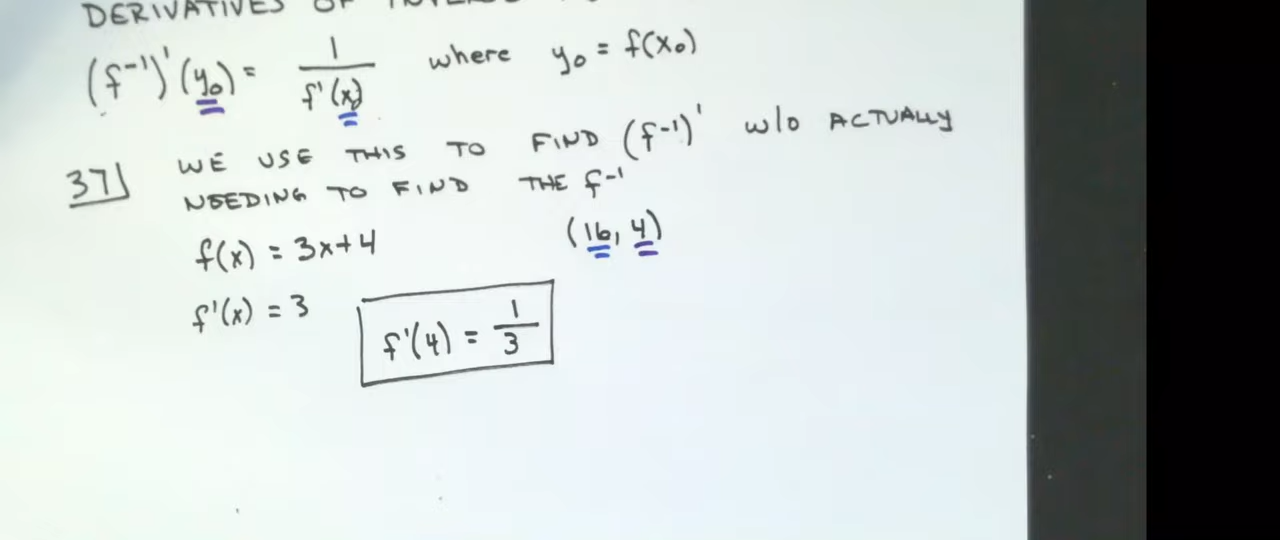 DERIVATIVES OF
(f⁻¹)'(y₀) = 1/f'(x₀) where y₀ = f(x₀)
37) WE USE THIS TO FIND (f⁻¹)' w/o ACTUALLY
NEEDING TO FIND THE f⁻¹
f(x) = 3x+4 (16, 4)
f'(x) = 3
f'(4) = 1/3